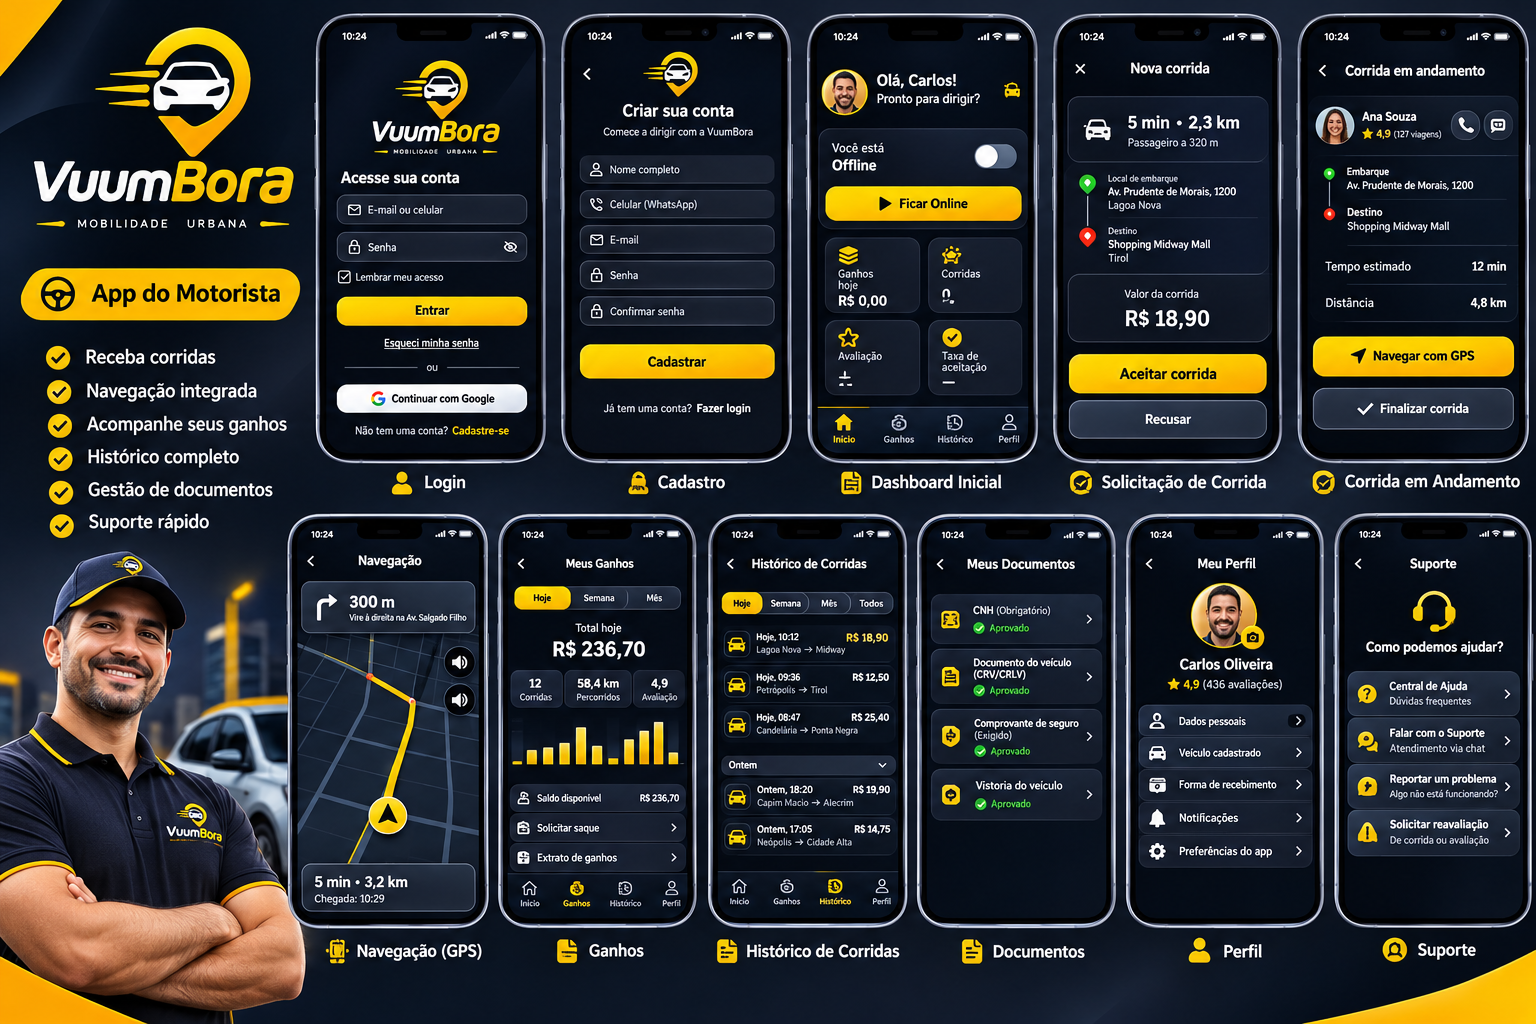 VuumBora
MOBILIDADE URBANA
App do Motorista
Receba corridas
Navegação integrada
Acompanhe seus ganhos
Histórico completo
Gestão de documentos
Suporte rápido
VuumBora
10:24
VuumBora
MOBILIDADE URBANA
Acesse sua conta
E-mail ou celular
Senha
Lembrar meu acesso
Entrar
Esqueci minha senha
ou
Continuar com Google
Não tem uma conta? Cadastre-se
Login
10:24
Criar sua conta
Comece a dirigir com a VuumBora
Nome completo
Celular (WhatsApp)
E-mail
Senha
Confirmar senha
Cadastrar
Já tem uma conta? Fazer login
Cadastro
10:24
Olá, Carlos!
Pronto para dirigir?
Você está
Offline
Ficar Online
Ganhos
hoje
R$ 0,00
Corridas
Avaliação
Taxa de
aceitação
—
Início
Ganhos
Histórico
Perfil
Dashboard Inicial
10:24
Nova corrida
5 min • 2,3 km
Passageiro a 320 m
Local de embarque
Av. Prudente de Morais, 1200
Lagoa Nova
Destino
Shopping Midway Mall
Tirol
Valor da corrida
R$ 18,90
Aceitar corrida
Recusar
Solicitação de Corrida
10:24
Corrida em andamento
Ana Souza
4,9 (127 viagens)
Embarque
Av. Prudente de Morais, 1200
Destino
Shopping Midway Mall
Tempo estimado 12 min
Distância 4,8 km
Navegar com GPS
Finalizar corrida
Corrida em Andamento
10:24
Navegação
300 m
Vire à direita na Av. Salgado Filho
5 min • 3,2 km
Chegada: 10:29
Navegação (GPS)
10:24
Meus Ganhos
Hoje Semana Mês
Total hoje
R$ 236,70
12
Corridas
58,4 km
Percorridos
4,9
Avaliação
Saldo disponível R$ 236,70
Solicitar saque
Extrato de ganhos
Início
Ganhos
Histórico
Perfil
Ganhos
10:24
Histórico de Corridas
Hoje Semana Mês Todos
Hoje, 10:12 R$ 18,90
Lagoa Nova → Midway
Hoje, 09:36 R$ 12,50
Petrópolis → Tirol
Hoje, 08:47 R$ 25,40
Candelária → Ponta Negra
Ontem
Ontem, 18:20 R$ 19,90
Capim Macio → Alecrim
Ontem, 17:05 R$ 14,75
Neópolis → Cidade Alta
Início
Ganhos
Histórico
Perfil
Histórico de Corridas
10:24
Meus Documentos
CNH (Obrigatório)
Aprovado
Documento do veículo
(CRV/CRLV)
Aprovado
Comprovante de seguro
(Exigido)
Aprovado
Vistoria do veículo
Aprovado
Documentos
10:24
Meu Perfil
Carlos Oliveira
4,9 (436 avaliações)
Dados pessoais
Veículo cadastrado
Forma de recebimento
Notificações
Preferências do app
Perfil
10:24
Suporte
Como podemos ajudar?
Central de Ajuda
Dúvidas frequentes
Falar com o Suporte
Atendimento via chat
Reportar um problema
Algo não está funcionando?
Solicitar reavaliação
De corrida ou avaliação
Suporte